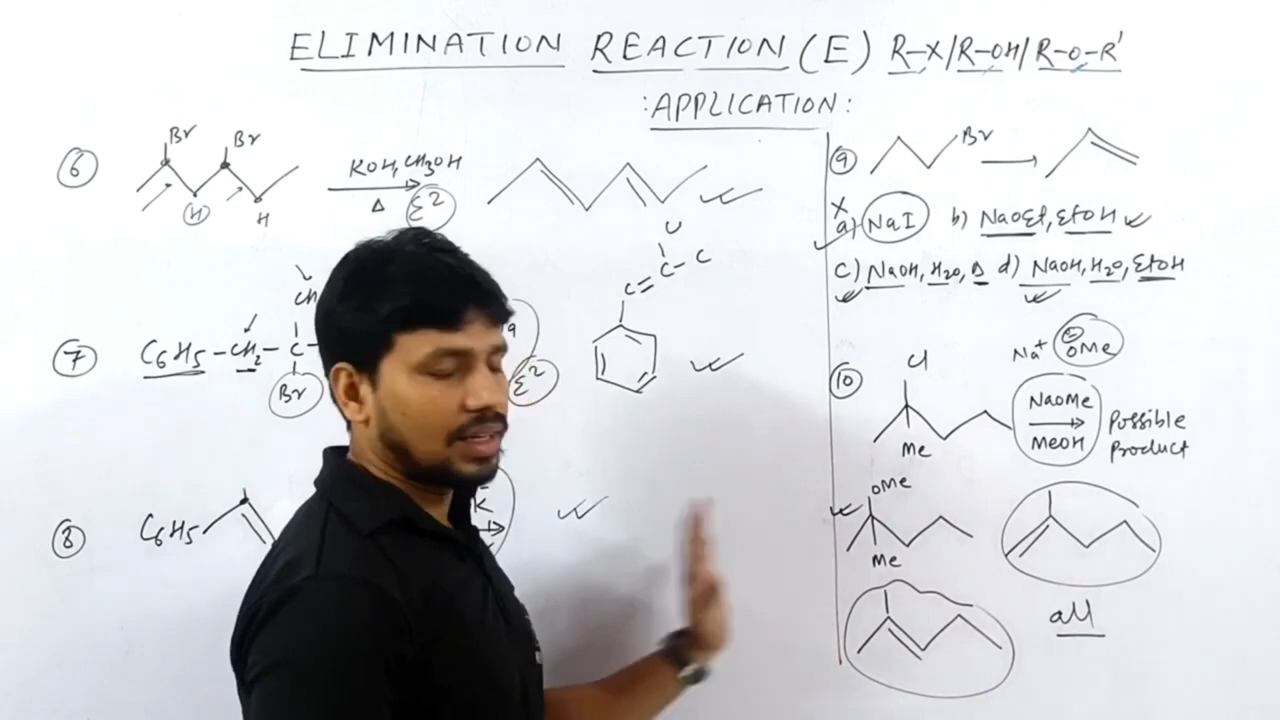 ELIMINATION REACTION (E) R-X/R-OH/R-O-R'
:APPLICATION:
⑥ Br Br
H H
KOH, CH3OH
Δ E2
⑦ C6H5-CH2-C-
CH
Br
E2
C=C-C
C
⑧ C6H5
K
⑨ Br
x a) NaI b) NaOEt, EtOH
c) NaOH, H2O, Δ d) NaOH, H2O, EtOH
⑩ Cl
Me
Na+ ⊖OMe
NaOMe
MeOH
Possible
Product
OMe
Me
all